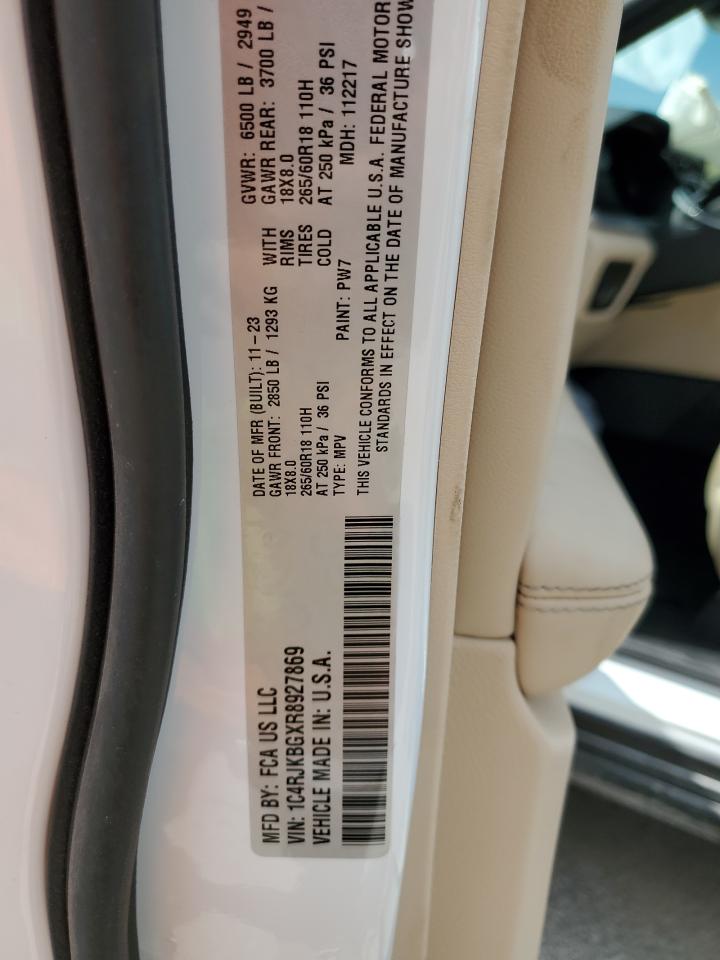 MFD BY: FCA US LLC
VIN: 1C4RJKBGXR8927869
VEHICLE MADE IN: U.S.A.
DATE OF MFR (BUILT): 11-23 GVWR: 6500 LB / 2949
GAWR FRONT: 2850 LB / 1293 KG WITH GAWR REAR: 3700 LB /
18X8.0 RIMS 18X8.0
265/60R18 110H TIRES 265/60R18 110H
AT 250 kPa / 36 PSI COLD AT 250 kPa / 36 PSI
TYPE: MPV PAINT: PW7 MDH: 112217
THIS VEHICLE CONFORMS TO ALL APPLICABLE U.S.A. FEDERAL MOTOR
STANDARDS IN EFFECT ON THE DATE OF MANUFACTURE SHOW